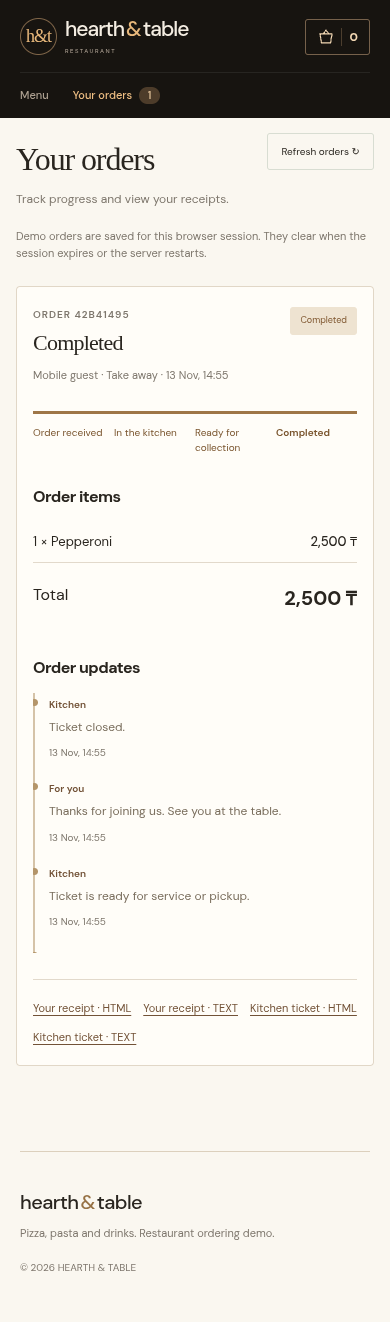 h&t hearth & table
RESTAURANT
0
Menu Your orders 1
Your orders
Refresh orders ↻
Track progress and view your receipts.
Demo orders are saved for this browser session. They clear when the
session expires or the server restarts.
ORDER 42B41495
Completed
Completed
Mobile guest · Take away · 13 Nov, 14:55
Order received In the kitchen Ready for collection Completed
Order items
1 × Pepperoni 2,500 ₸
Total 2,500 ₸
Order updates
Kitchen
Ticket closed.
13 Nov, 14:55
For you
Thanks for joining us. See you at the table.
13 Nov, 14:55
Kitchen
Ticket is ready for service or pickup.
13 Nov, 14:55
Your receipt · HTML Your receipt · TEXT Kitchen ticket · HTML
Kitchen ticket · TEXT
hearth & table
Pizza, pasta and drinks. Restaurant ordering demo.
© 2026 HEARTH & TABLE